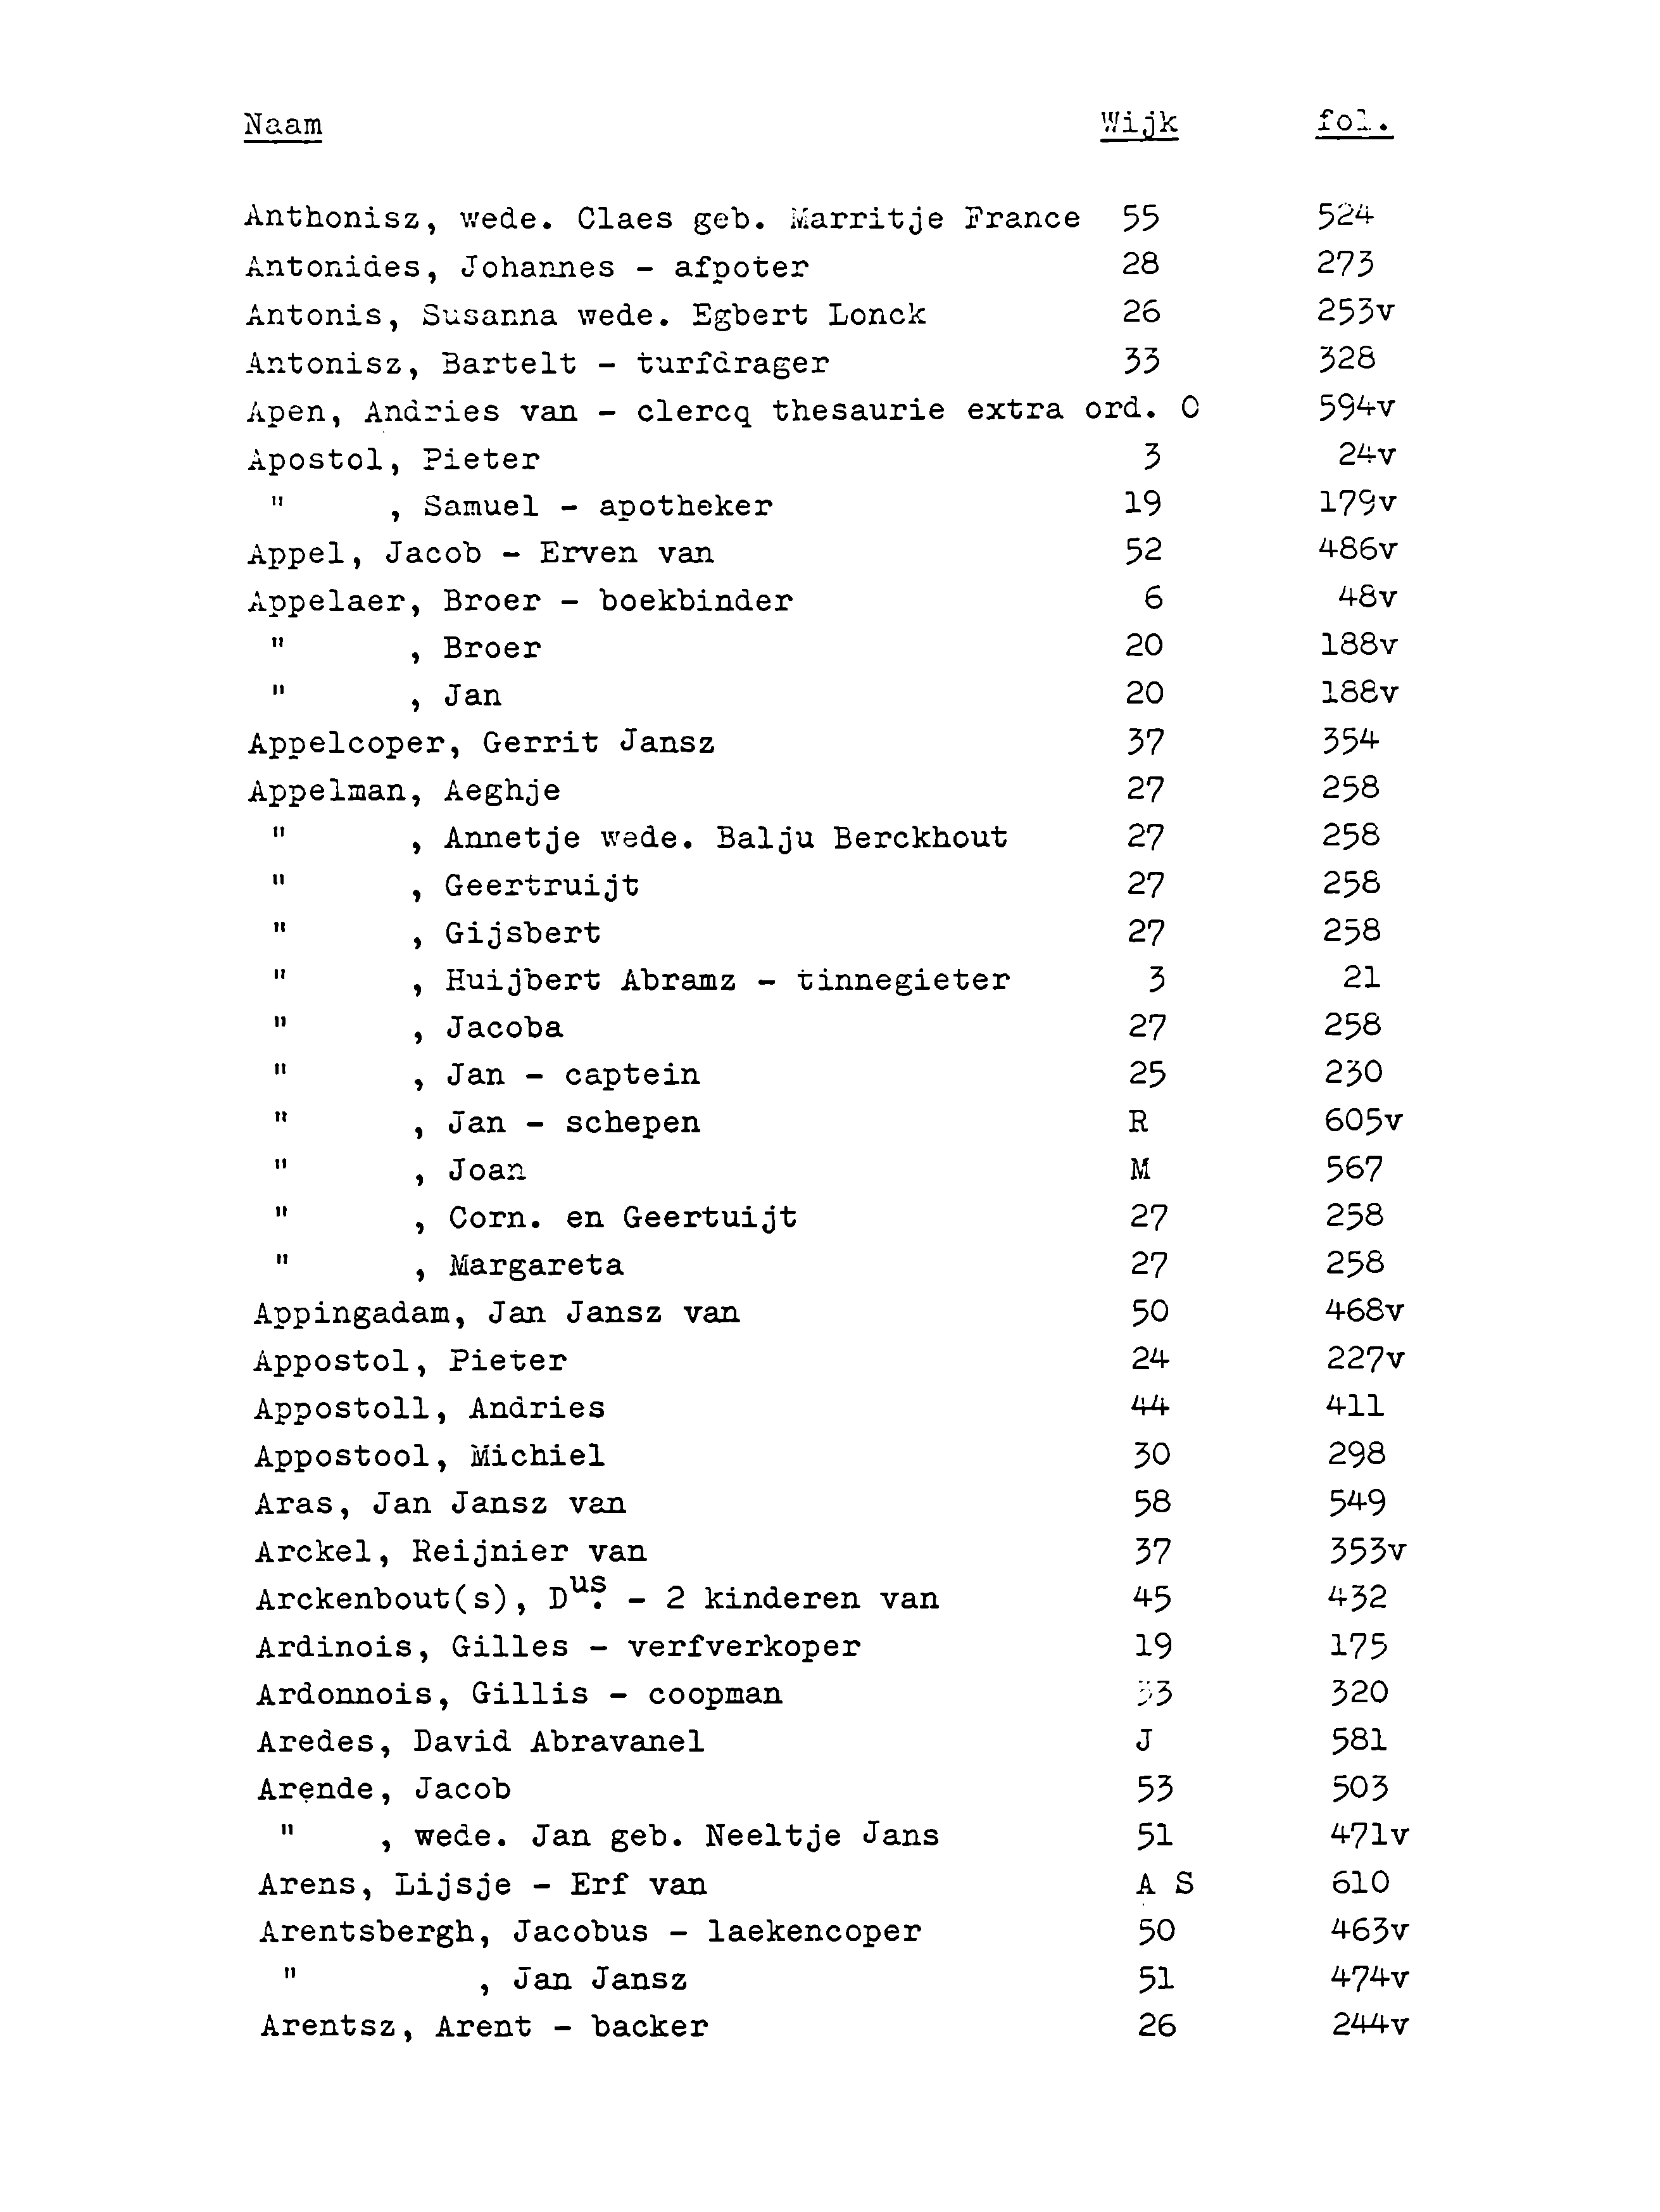 Naam Wijk fol.
Anthonisz, wede. Claes geb. Marritje France 55 524
Antonides, Johannes - afpoter 28 273
Antonis, Susanna wede. Egbert Lonck 26 253v
Antonisz, Bartelt - turfdrager 33 328
Apen, Andries van - clercq thesaurie extra ord. O 594v
Apostol, Pieter 3 24v
" , Samuel - apotheker 19 179v
Appel, Jacob - Erven van 52 486v
Appelaer, Broer - boekbinder 6 48v
" , Broer 20 188v
" , Jan 20 188v
Appelcoper, Gerrit Jansz 37 354
Appelman, Aeghje 27 258
" , Annetje wede. Balju Berckhout 27 258
" , Geertruijt 27 258
" , Gijsbert 27 258
" , Huijbert Abramz - tinnegieter 3 21
" , Jacoba 27 258
" , Jan - captein 25 230
" , Jan - schepen R 605v
" , Joan M 567
" , Corn. en Geertuijt 27 258
" , Margareta 27 258
Appingadam, Jan Jansz van 50 468v
Appostol, Pieter 24 227v
Appostoll, Andries 44 411
Appostool, Michiel 30 298
Aras, Jan Jansz van 58 549
Arckel, Reijnier van 37 353v
Arckenbout(s), Dus. - 2 kinderen van 45 432
Ardinois, Gilles - verfverkoper 19 175
Ardonnois, Gillis - coopman 33 320
Aredes, David Abravanel J 581
Arende, Jacob 53 503
" , wede. Jan geb. Neeltje Jans 51 471v
Arens, Lijsje - Erf van A S 610
Arentsbergh, Jacobus - laekencoper 50 463v
" , Jan Jansz 51 474v
Arentsz, Arent - backer 26 244v